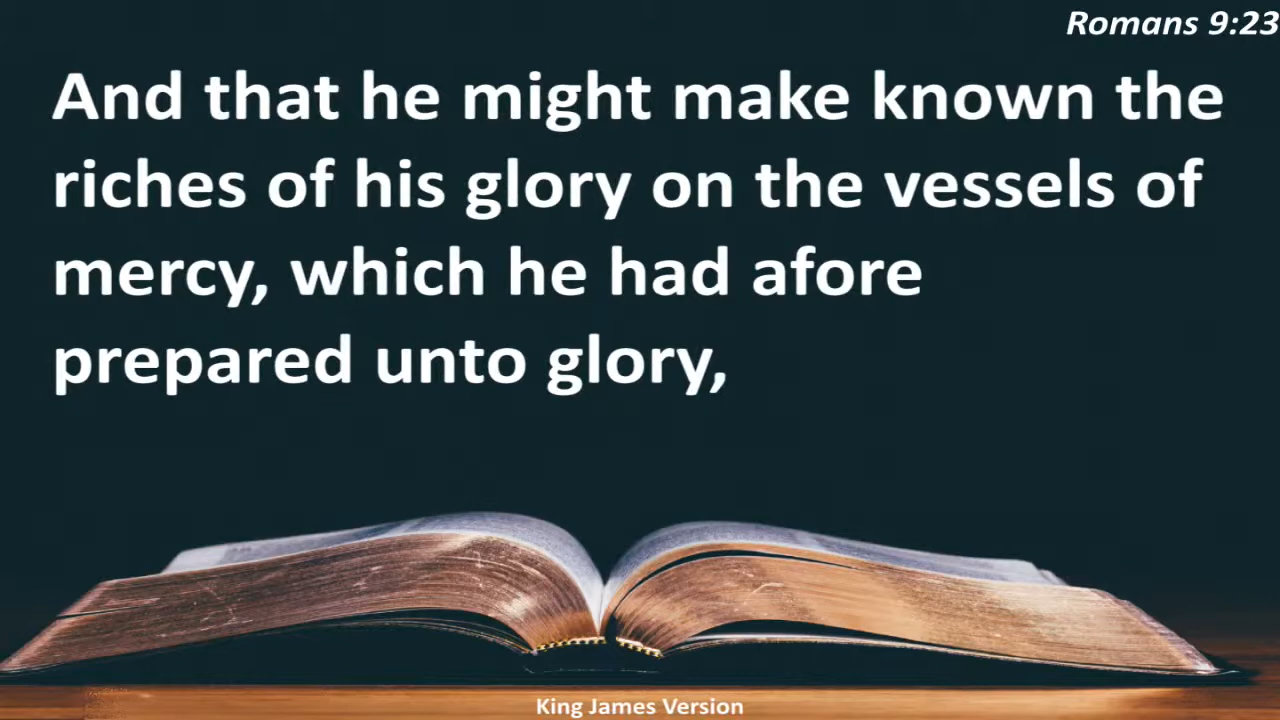 Romans 9:23
And that he might make known the
riches of his glory on the vessels of
mercy, which he had afore
prepared unto glory,
King James Version